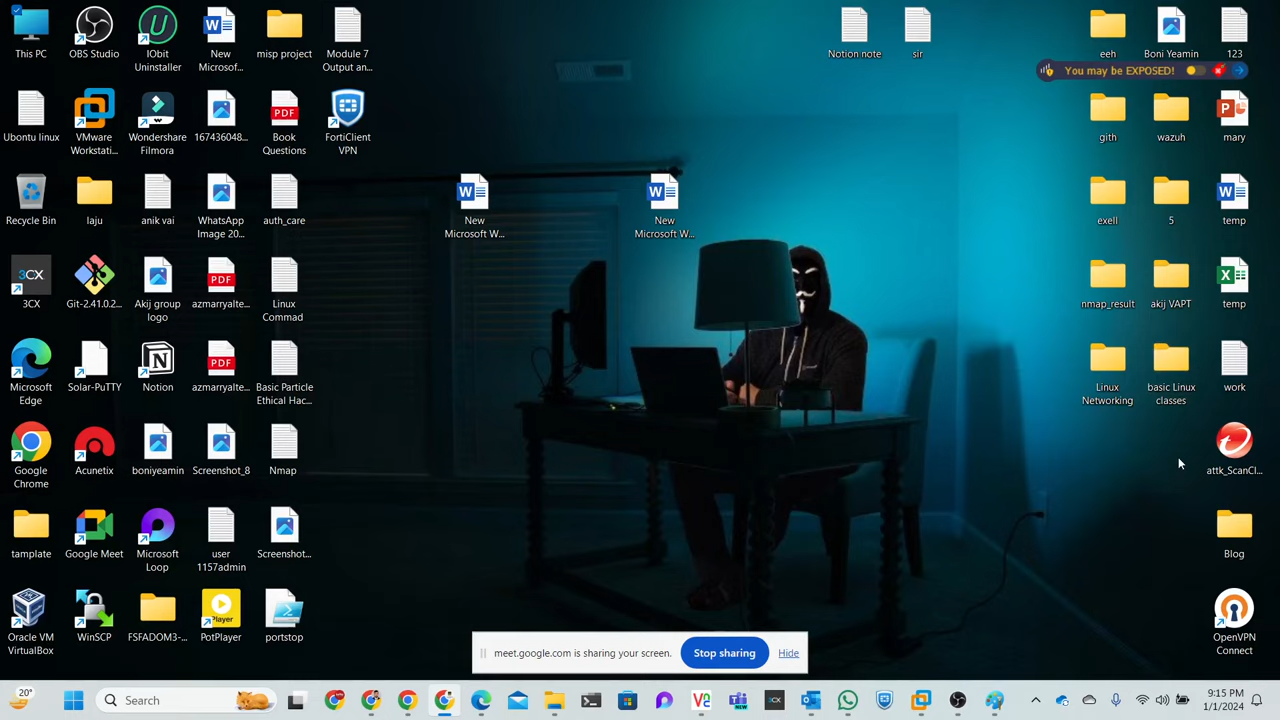 This PC
OBS Studio
IObit
Uninstaller
Microsof...
misp project
Motpule 7
Output an...
Notion note
sir
eeh
Boni Yeamin
123
You may be EXPOSED!
Ubontu linux
VMware
Workstati...
Wondershare
Filmora
167436048...
PDF
Book
Questions
FortiClient
VPN
gith
wazuh
mary
Recycle Bin
laju
anik vai
WhatsApp
Image 20...
auth_care
New
Microsoft W...
New
Microsoft W...
exell
5
temp
3CX
3CX
Git-2.41.0.2...
Akij group
logo
PDF
azmarryalte...
Linux
Commad
nmap_result
akij VAPT
temp
Microsoft
Edge
Solar-PuTTY
Notion
PDF
azmarryalte...
Basic Particle
Ethical Hac...
Linux
Networking
basic Linux
classes
work
Google
Chrome
Acunetix
boniyeamin
Screenshot_8
Nmap
attk_ScanCl...
tamplate
Google Meet
Microsoft
Loop
user
1157admin
Screenshot...
Blog
Oracle VM
VirtualBox
WinSCP
FSFADOM3-...
Player
PotPlayer
portstop
OpenVPN
Connect
meet.google.com is sharing your screen.
Stop sharing
Hide
20°
Search
9:15 PM
1/1/2024